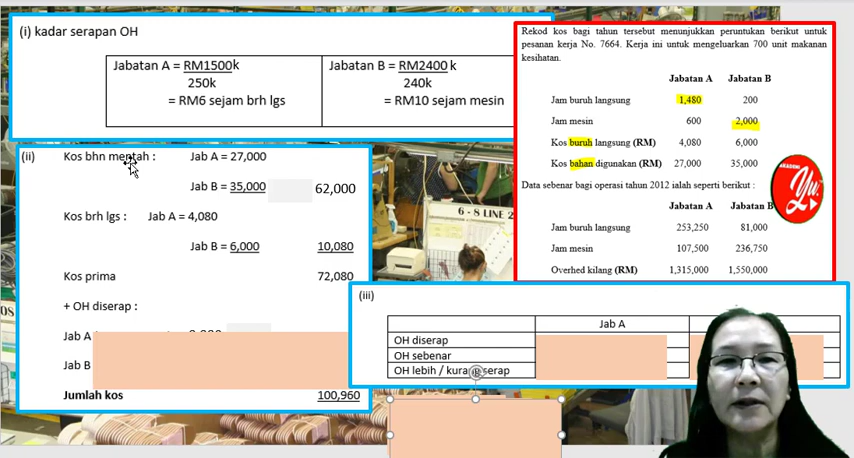 (i) kadar serapan OH
Jabatan A = RM1500k
250k
= RM6 sejam brh lgs
Jabatan B = RM2400 k
240k
= RM10 sejam mesin
Rekod kos bagi tahun tersebut menunjukkan peruntukan berikut untuk
pesanan kerja No. 7664. Kerja ini untuk mengeluarkan 700 unit makanan
kesihatan.
Jabatan A Jabatan B
Jam buruh langsung 1,480 200
Jam mesin 600 2,000
Kos buruh langsung (RM) 4,080 6,000
Kos bahan digunakan (RM) 27,000 35,000
Data sebenar bagi operasi tahun 2012 ialah seperti berikut :
Jabatan A Jabatan B
Jam buruh langsung 253,250 81,000
Jam mesin 107,500 236,750
Overhed kilang (RM) 1,315,000 1,550,000
(ii) Kos bhn mentah : Jab A = 27,000
Jab B = 35,000 62,000
Kos brh lgs : Jab A = 4,080
Jab B = 6,000 10,080
Kos prima 72,080
+ OH diserap :
Jab A
Jab B
Jumlah kos 100,960
(iii)
Jab A
OH diserap
OH sebenar
OH lebih / kurang serap
6 - 8 LINE 2
AKADEMI
YW